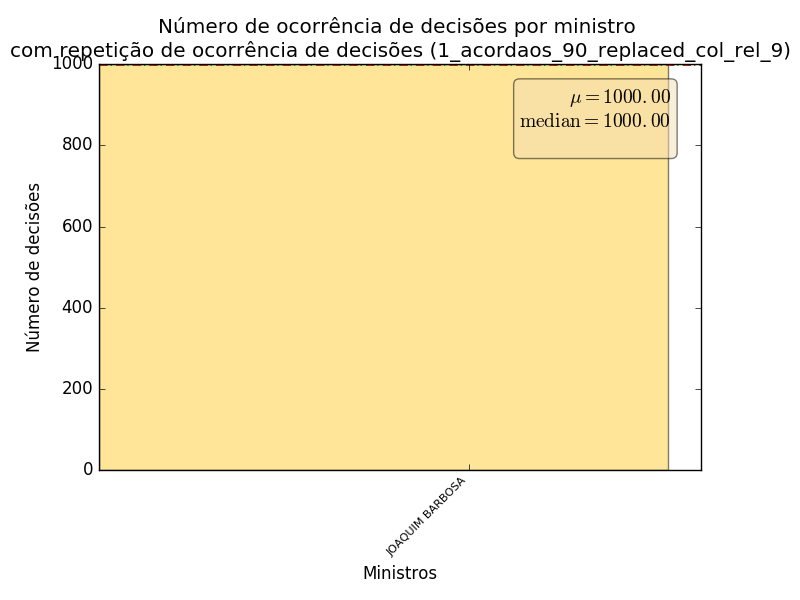 Número de ocorrência de decisões por ministro
com repetição de ocorrência de decisões (1_acordaos_90_replaced_col_rel_9)
1000
μ = 1000.00
median = 1000.00
800
600
400
200
0
Número de decisões
JOAQUIM BARBOSA
Ministros